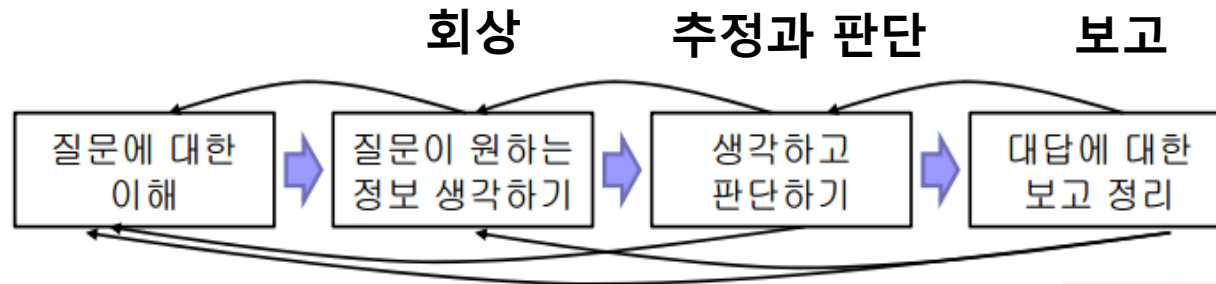 회상
추정과 판단
보고
질문에 대한
이해
질문이 원하는
정보 생각하기
생각하고
판단하기
대답에 대한
보고 정리